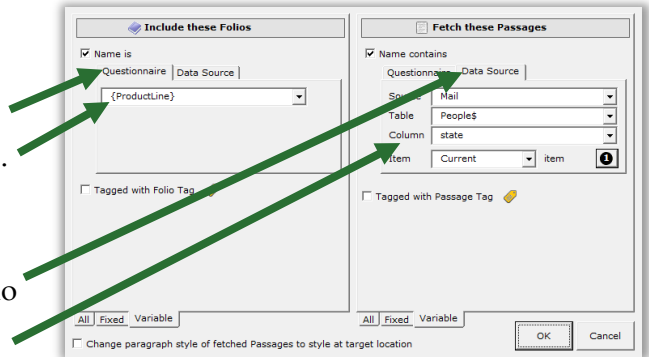 Include these Folios
Name is
Questionnaire Data Source
{ProductLine}
.
Tagged with Folio Tag
All Fixed Variable
Fetch these Passages
Name contains
Data Source
Mail
Table People$
Column state
Item Current item 1
Tagged with Passage Tag
o
All Fixed Variable
Change paragraph style of fetched Passages to style at target location
OK Cancel